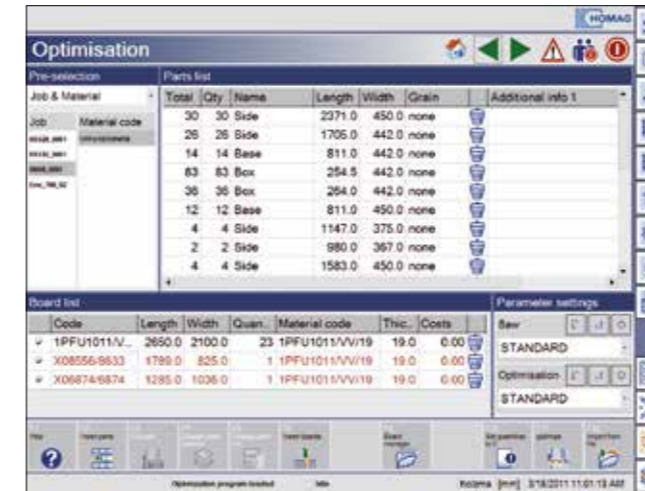 HOMAG
Optimisation
Pre-selection
Parts list
Job & Material
Total Qty Name Length Width Grain Additional info 1
Job Material code
30 30 Side 2371.0 450.0 none
26 26 Side 1705.0 442.0 none
14 14 Base 811.0 442.0 none
83 83 Box 254.5 442.0 none
36 36 Box 264.0 442.0 none
12 12 Base 811.0 450.0 none
4 4 Side 1147.0 375.0 none
2 2 Side 980.0 367.0 none
4 4 Side 1583.0 450.0 none
Board list
Parameter settings
Code Length Width Quan.. Material code Thic.. Costs
Saw
1PFU1011/V... 2650.0 2100.0 23 1PFU1011/VV/19 19.0 0.00
STANDARD
X08556/9633 1789.0 825.0 1 1PFU1011/VV/19 19.0 0.00
Optimisation
X06874/6874 1285.0 1036.0 1 1PFU1011/VV/19 19.0 0.00
STANDARD
Help
Board manager
Optimization program loaded Idle [mm] 3/18/2011 11:01:13 AM